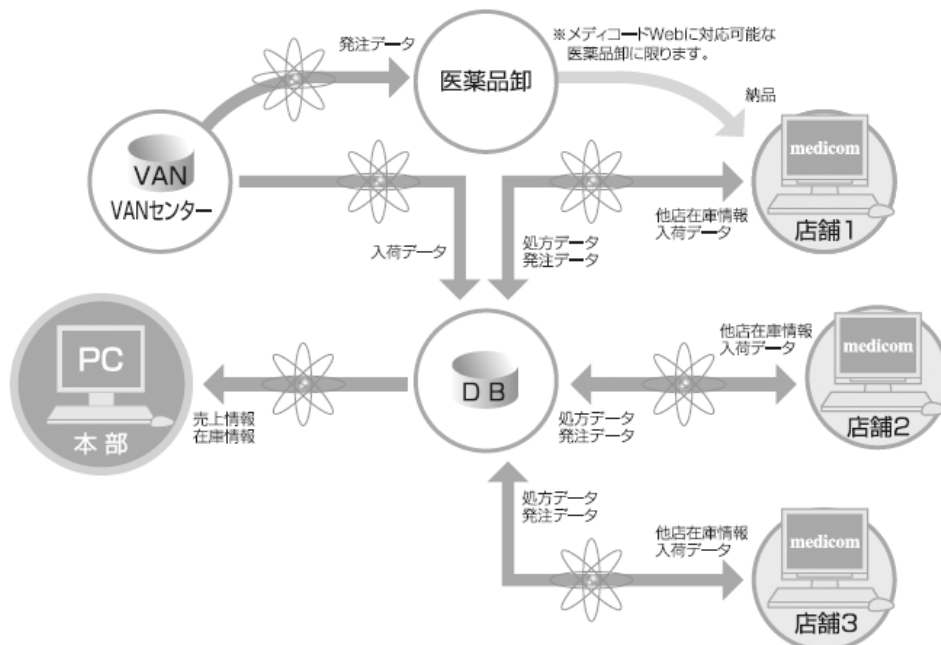 発注データ
※メディコードWebに対応可能な
医薬品卸に限ります。
医薬品卸
納品
VAN
VANセンター
medicom
店舗1
入荷データ
処方データ
発注データ
他店在庫情報
入荷データ
PC
本部
売上情報
在庫情報
DB
他店在庫情報
入荷データ
処方データ
発注データ
medicom
店舗2
処方データ
発注データ
他店在庫情報
入荷データ
medicom
店舗3